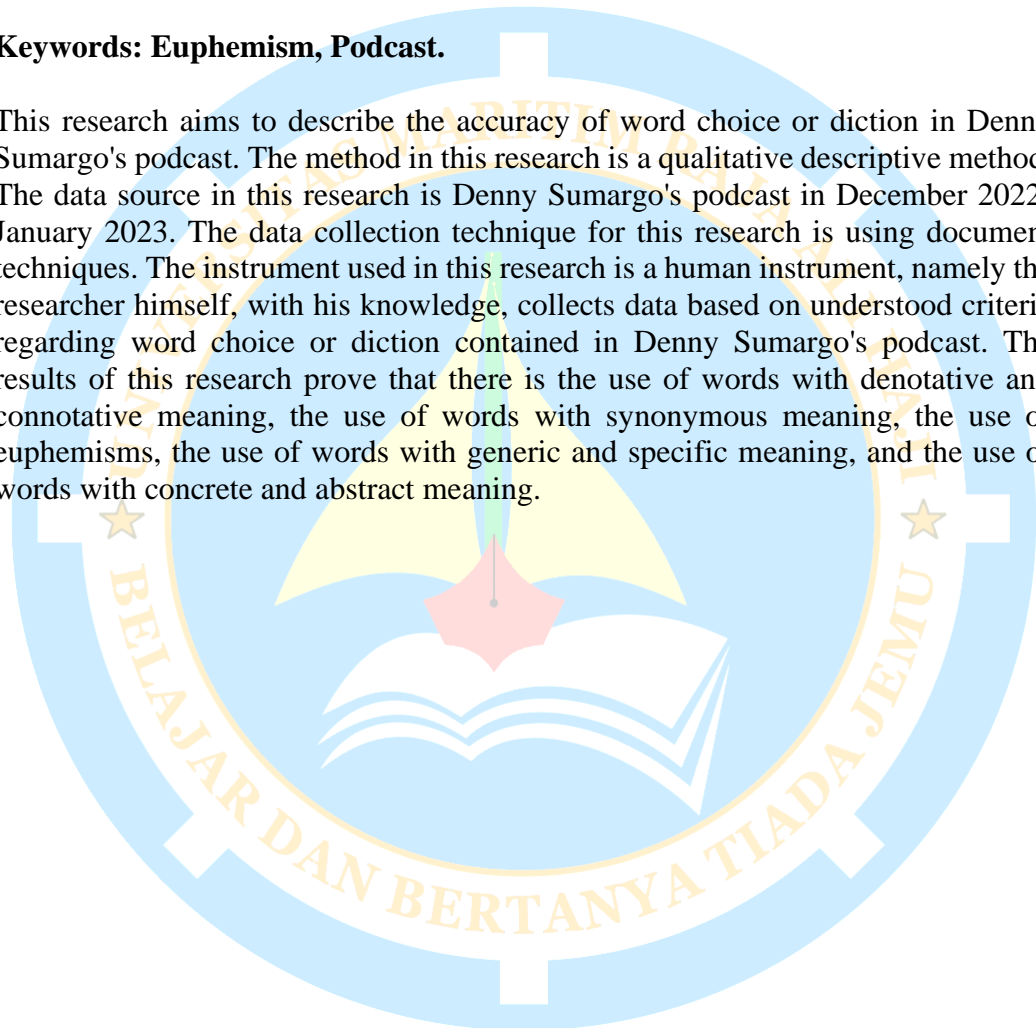 Keywords: Euphemism, Podcast.
This research aims to describe the accuracy of word choice or diction in Denn
Sumargo's podcast. The method in this research is a qualitative descriptive method
The data source in this research is Denny Sumargo's podcast in December 2022
January 2023. The data collection technique for this research is using documen
techniques. The instrument used in this research is a human instrument, namely th
researcher himself, with his knowledge, collects data based on understood criteri
regarding word choice or diction contained in Denny Sumargo's podcast. Th
results of this research prove that there is the use of words with denotative an
connotative meaning, the use of words with synonymous meaning, the use o
euphemisms, the use of words with generic and specific meaning, and the use o
words with concrete and abstract meaning.
UNIVERSITAS MARITIM RAJA ALI HAJI
BELAJAR DAN BERTANYA TIADA JEMU